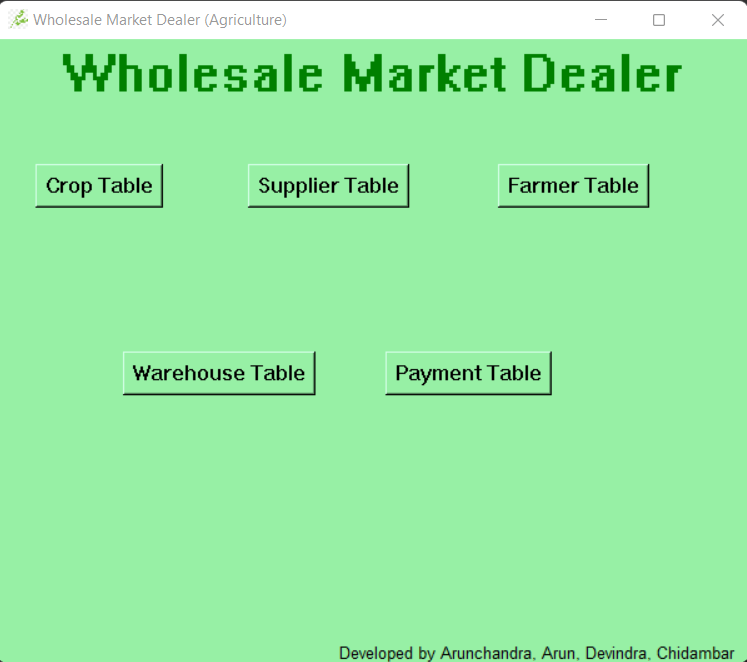 Wholesale Market Dealer (Agriculture)
Wholesale Market Dealer
Crop Table
Supplier Table
Farmer Table
Warehouse Table
Payment Table
Developed by Arunchandra, Arun, Devindra, Chidambar